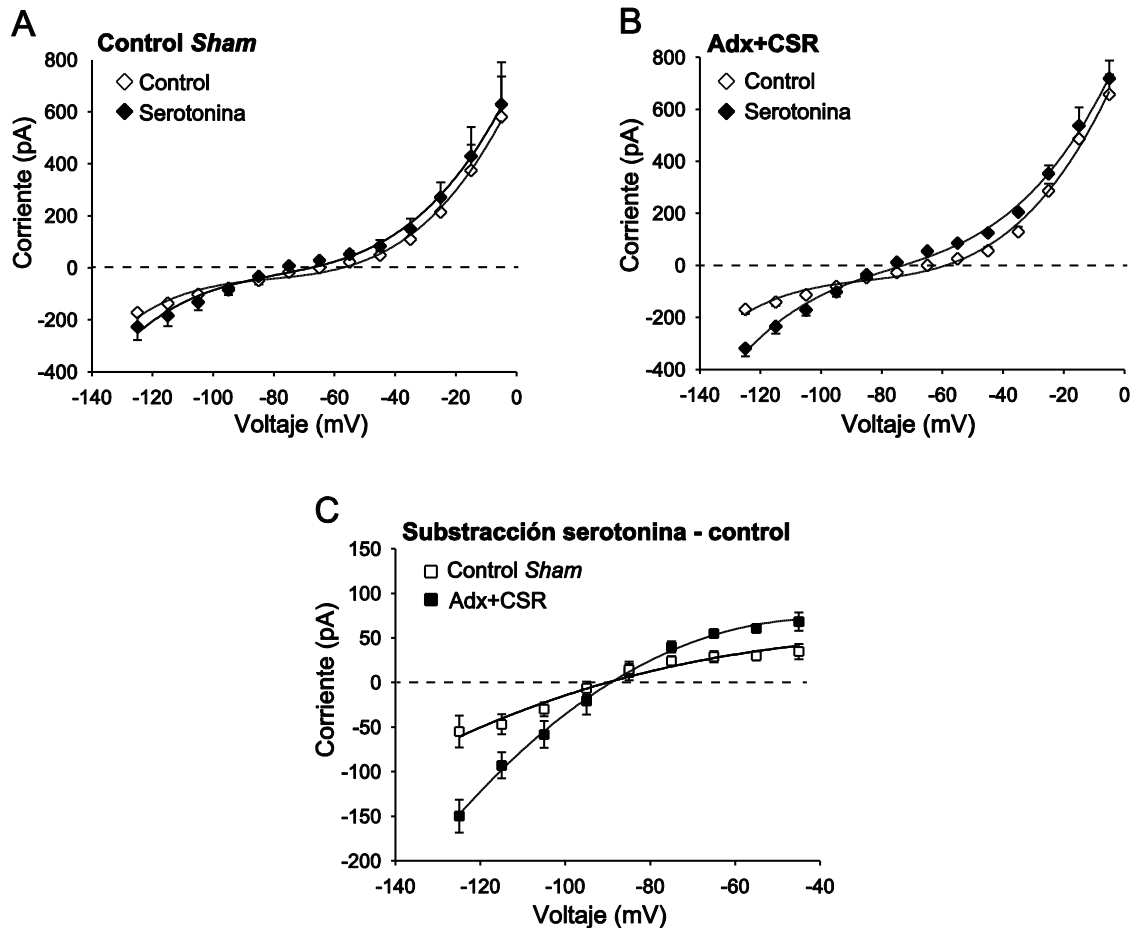 A
Control Sham
Control
Serotonina
Corriente (pA)
800
600
400
200
0
-200
-400
-140 -120 -100 -80 -60 -40 -20 0
Voltaje (mV)
B
Adx+CSR
Control
Serotonina
Corriente (pA)
800
600
400
200
0
-200
-400
-140 -120 -100 -80 -60 -40 -20 0
Voltaje (mV)
C
Substracción serotonina - control
Control Sham
Adx+CSR
Corriente (pA)
150
100
50
0
-50
-100
-150
-200
-140 -120 -100 -80 -60 -40
Voltaje (mV)